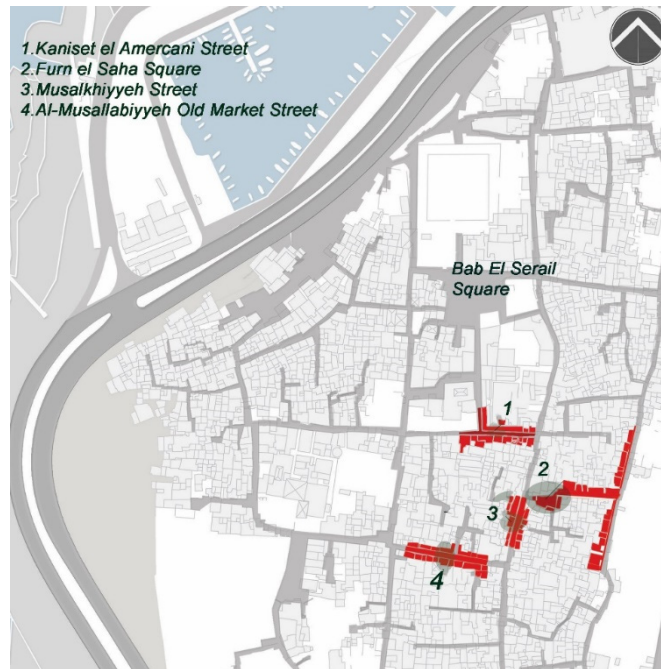 1.Kaniset el Amercani Street
2.Furn el Saha Square
3.Musalkhiyyeh Street
4.Al-Musallabiyyeh Old Market Street
Bab El Serail
Square
1
2
3
4